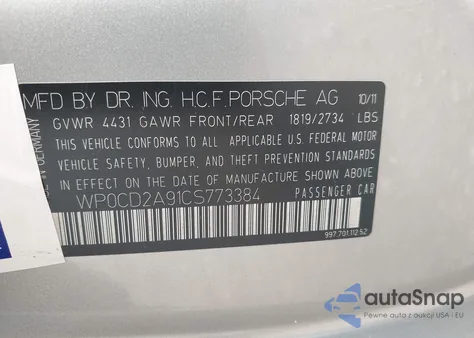 MFD BY DR. ING. H.C.F. PORSCHE AG 10/11
GVWR 4431 GAWR FRONT/REAR 1819/2734 LBS
THIS VEHICLE CONFORMS TO ALL APPLICABLE U.S. FEDERAL MOTOR
VEHICLE SAFETY, BUMPER, AND THEFT PREVENTION STANDARDS
IN EFFECT ON THE DATE OF MANUFACTURE SHOWN ABOVE.
WP0CD2A91CS773384 PASSENGER CAR
997.701.112.52
IN GERMANY
autoSnap
Pewne auta z aukcji USA i EU